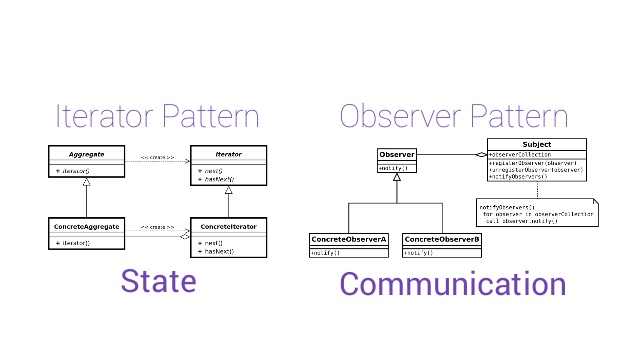 Iterator Pattern
Aggregate
+ iterator()
<< create >>
Iterator
+ next()
+ hasNext()
ConcreteAggregate
+ iterator()
<< create >>
ConcreteIterator
+ next()
+ hasNext()
State
Observer Pattern
Observer
+notify()
Subject
+observerCollection
+registerObserver(observer)
+unregisterObserver(observer)
+notifyObservers()
notifyObservers()
for observer in observerCollection
call observer.notify()
ConcreteObserverA
+notify()
ConcreteObserverB
+notify()
Communication